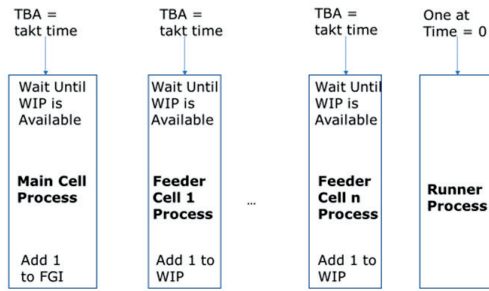 TBA =
takt time
TBA =
takt time
TBA =
takt time
One at
Time = 0
Wait Until
WIP is
Available
Main Cell
Process
Add 1
to FGI
Wait Until
WIP is
Available
Feeder
Cell 1
Process
Add 1 to
WIP
...
Wait Until
WIP is
Available
Feeder
Cell n
Process
Add 1 to
WIP
Runner
Process